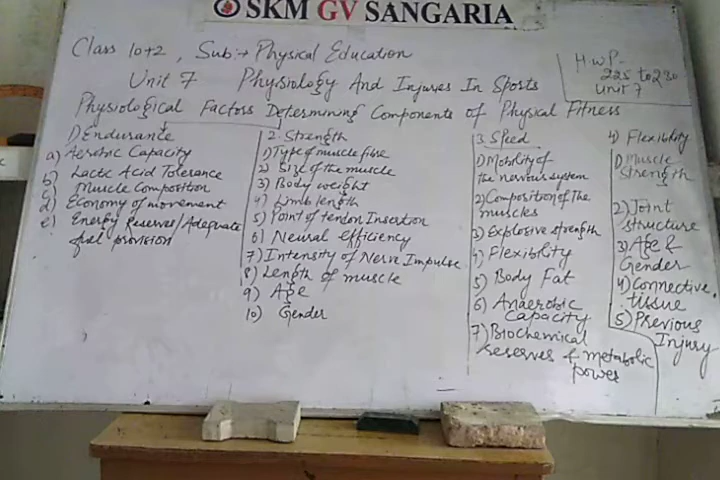 SKM GV SANGARIA
Class 10+2, Sub:→ Physical Education
Unit 7 Physiology And Injures In Sports
H.W P-
225 to 230
Unit 7
Physiological Factors Determining Components of Physical Fitness
1) Endurance
a) Aerobic Capacity
b) Lactic Acid Tolerance
c) Muscle Composition
d) Economy of movement
e) Energy Reserves/Adequate
fuel provision
2. Strength
1) Type of muscle fibre
2) Size of the muscle
3) Body weight
4) Limb length
5) Point of tendon Insertion
6) Neural efficiency
7) Intensity of Nerve Impulse
8) Length of muscle
9) Age
10) Gender
3. Speed
1) Mobility of
the nervous system
2) Composition of The
muscles
3) Explosive strength
4) Flexibility
5) Body Fat
6) Anaerobic
Capacity
7) Biochemical
reserves & metabolic
power
4) Flexibility
1) Muscle
Strength
2) Joint
structure
3) Age &
Gender
4) Connective
tissue
5) Previous
Injury